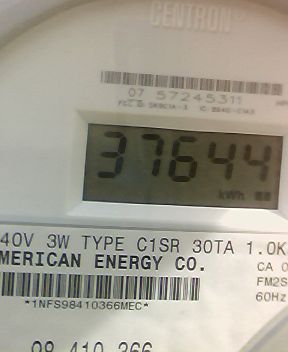 CENTRON
07 57245311
37644
kWh
40V 3W TYPE C1SR 30TA 1.0K
MERICAN ENERGY CO.
CA 0
FM2S
*1NFS98410366MEC*
60Hz
98 410 366